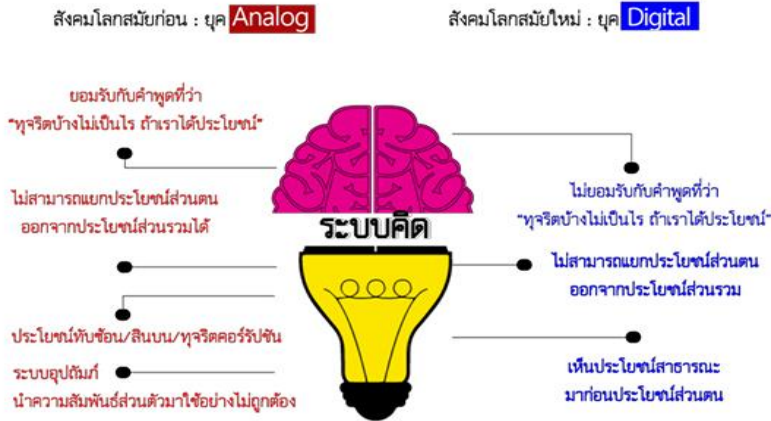 สังคมโลกสมัยก่อน : ยุค Analog
สังคมโลกสมัยใหม่ : ยุค Digital
ยอมรับกับคำพูดที่ว่า
“ทุจริตบ้างไม่เป็นไร ถ้าเราได้ประโยชน์”
ไม่สามารถแยกประโยชน์ส่วนตน
ออกจากประโยชน์ส่วนรวมได้
ประโยชน์ทับซ้อน/สินบน/ทุจริตคอร์รัปชัน
ระบบอุปถัมภ์
นำความสัมพันธ์ส่วนตัวมาใช้อย่างไม่ถูกต้อง
ระบบคิด
ไม่ยอมรับกับคำพูดที่ว่า
“ทุจริตบ้างไม่เป็นไร ถ้าเราได้ประโยชน์”
ไม่สามารถแยกประโยชน์ส่วนตน
ออกจากประโยชน์ส่วนรวม
เห็นประโยชน์สาธารณะ
มาก่อนประโยชน์ส่วนตน